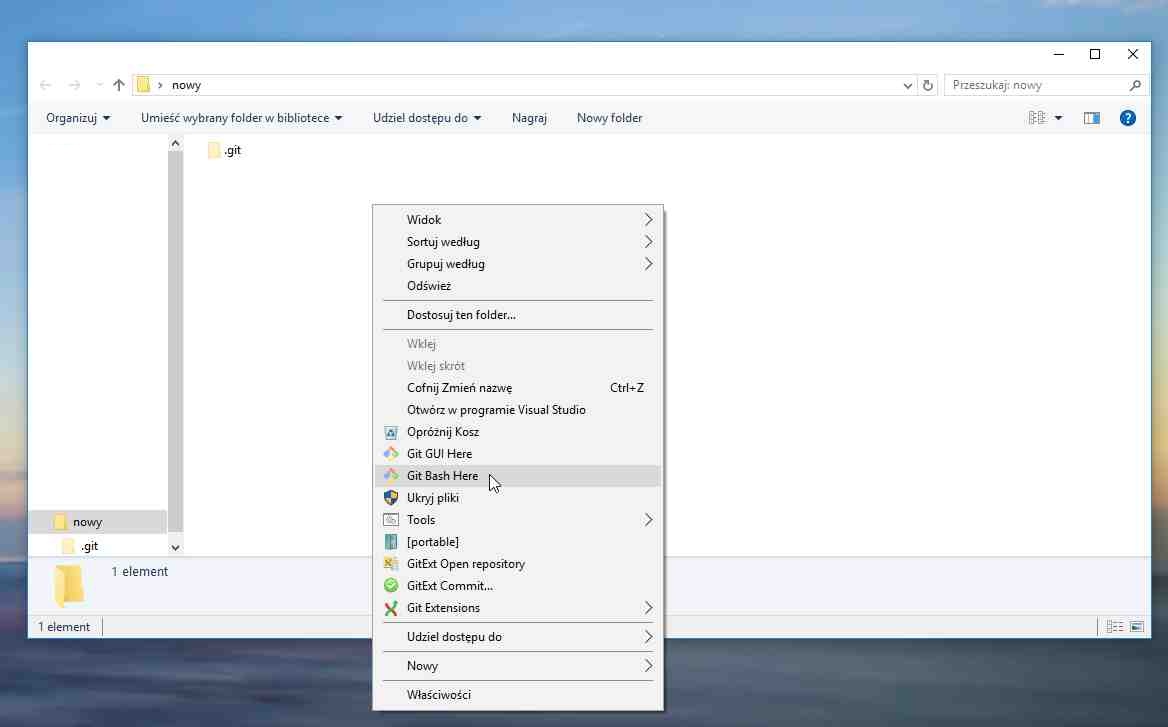 nowy
Przeszukaj: nowy
Organizuj
Umieść wybrany folder w bibliotece
Udziel dostępu do
Nagraj
Nowy folder
?
.git
Widok
Sortuj według
Grupuj według
Odśwież
Dostosuj ten folder...
Wklej
Wklej skrót
Cofnij Zmień nazwę Ctrl+Z
Otwórz w programie Visual Studio
Opróżnij Kosz
Git GUI Here
Git Bash Here
Ukryj pliki
Tools
[portable]
GitExt Open repository
GitExt Commit...
Git Extensions
Udziel dostępu do
Nowy
Właściwości
nowy
.git
1 element
1 element